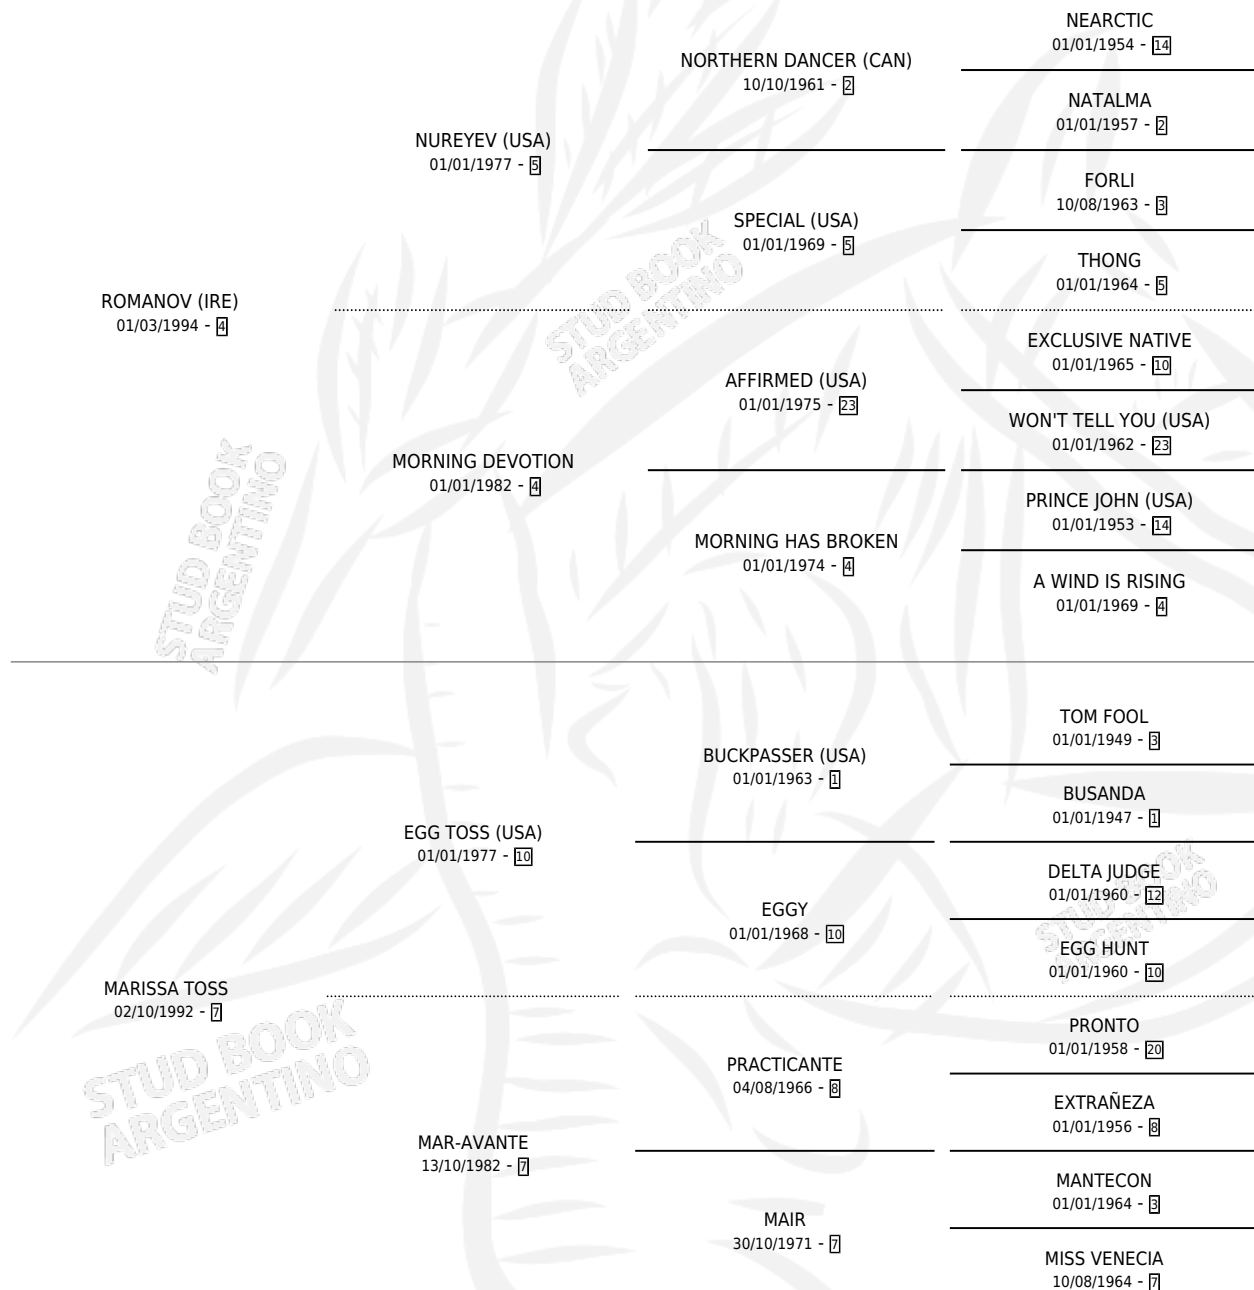 NEARCTIC
01/01/1954 - 14
NORTHERN DANCER (CAN)
10/10/1961 - 2
NATALMA
01/01/1957 - 2
NUREYEV (USA)
01/01/1977 - 5
FORLI
10/08/1963 - 3
SPECIAL (USA)
01/01/1969 - 5
THONG
01/01/1964 - 5
ROMANOV (IRE)
01/03/1994 - 4
EXCLUSIVE NATIVE
01/01/1965 - 10
AFFIRMED (USA)
01/01/1975 - 23
WON'T TELL YOU (USA)
01/01/1962 - 23
MORNING DEVOTION
01/01/1982 - 4
PRINCE JOHN (USA)
01/01/1953 - 14
MORNING HAS BROKEN
01/01/1974 - 4
A WIND IS RISING
01/01/1969 - 4
TOM FOOL
01/01/1949 - 3
BUCKPASSER (USA)
01/01/1963 - 1
BUSANDA
01/01/1947 - 1
EGG TOSS (USA)
01/01/1977 - 10
DELTA JUDGE
01/01/1960 - 12
EGGY
01/01/1968 - 10
EGG HUNT
01/01/1960 - 10
MARISSA TOSS
02/10/1992 - 7
PRONTO
01/01/1958 - 20
PRACTICANTE
04/08/1966 - 8
EXTRAÑEZA
01/01/1956 - 8
MAR-AVANTE
13/10/1982 - 7
MANTECON
01/01/1964 - 3
MAIR
30/10/1971 - 7
MISS VENECIA
10/08/1964 - 7
STUD BOOK
ARGENTINO
STUD BOOK
ARGENTINO
STUD BOOK
ARGENTINO
STUD BOOK
ARGENTINO